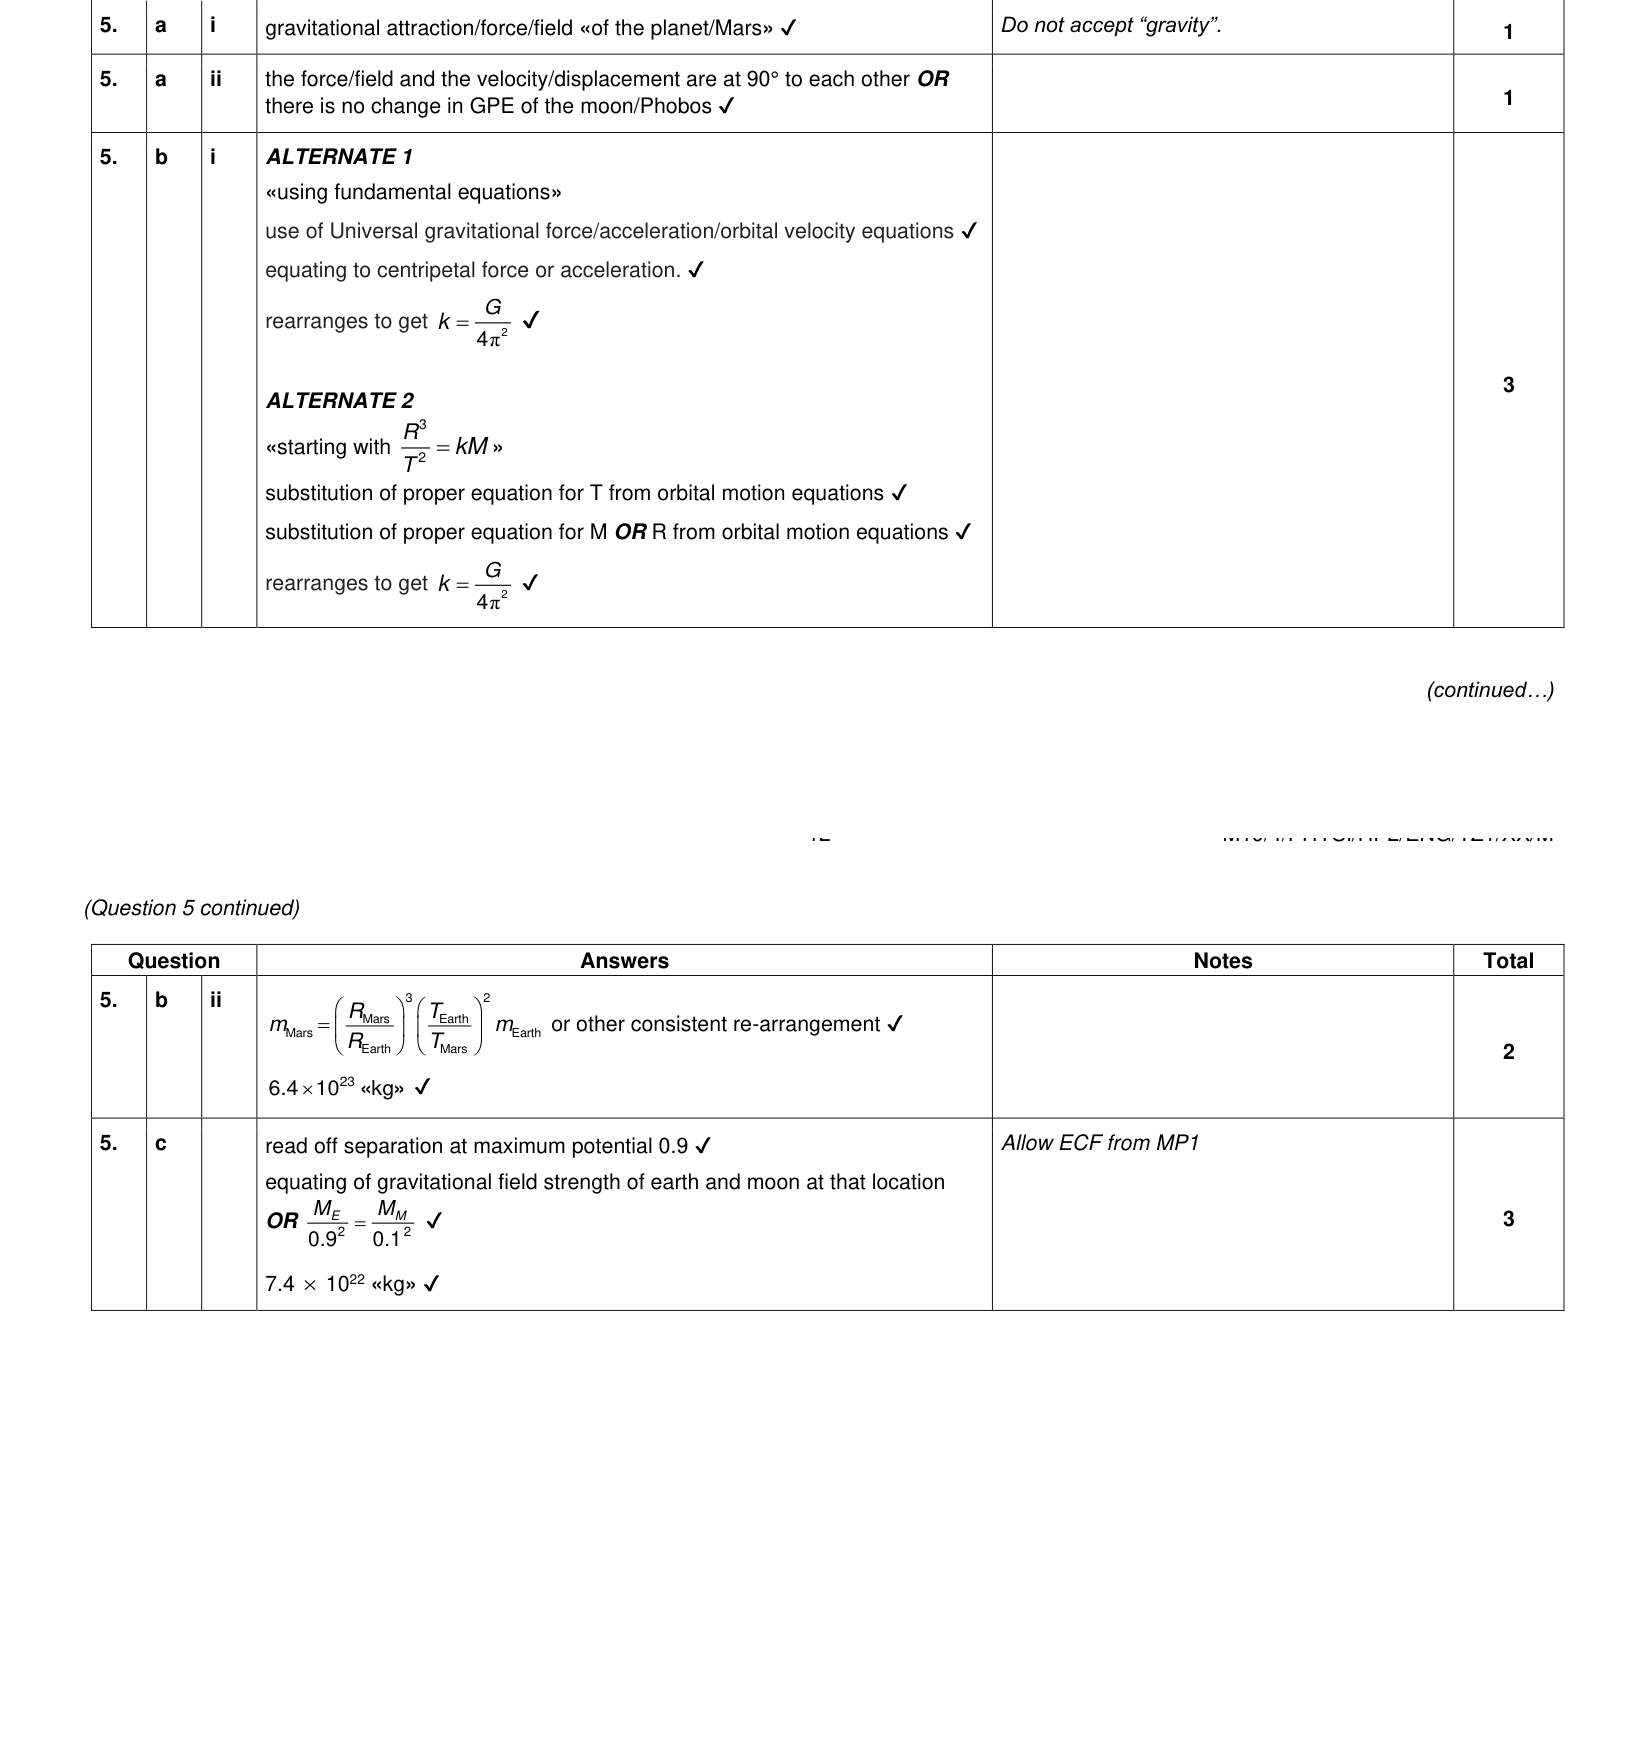 5. a i gravitational attraction/force/field «of the planet/Mars» ✓ Do not accept “gravity”. 1
5. a ii the force/field and the velocity/displacement are at 90° to each other OR
there is no change in GPE of the moon/Phobos ✓ 1
5. b i ALTERNATE 1
«using fundamental equations»
use of Universal gravitational force/acceleration/orbital velocity equations ✓
equating to centripetal force or acceleration. ✓
rearranges to get k = G/4π² ✓
3
ALTERNATE 2
«starting with R³/T² = kM »
substitution of proper equation for T from orbital motion equations ✓
substitution of proper equation for M OR R from orbital motion equations ✓
rearranges to get k = G/4π² ✓
(continued…)
(Question 5 continued)
Question Answers Notes Total
5. b ii m_Mars = (R_Mars/R_Earth)³ (T_Earth/T_Mars)² m_Earth or other consistent re-arrangement ✓
2
6.4 × 10²³ «kg» ✓
5. c read off separation at maximum potential 0.9 ✓ Allow ECF from MP1
equating of gravitational field strength of earth and moon at that location
OR M_E/0.9² = M_M/0.1² ✓ 3
7.4 × 10²² «kg» ✓